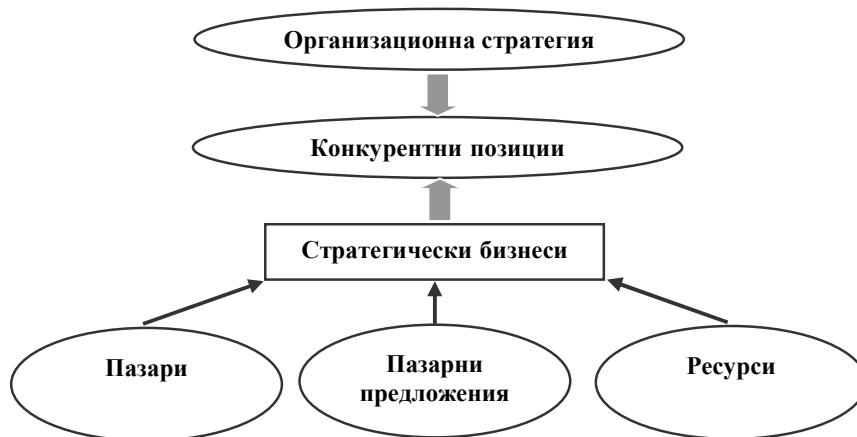 Организационна стратегия
Конкурентни позиции
Стратегически бизнеси
Пазари
Пазарни
предложения
Ресурси